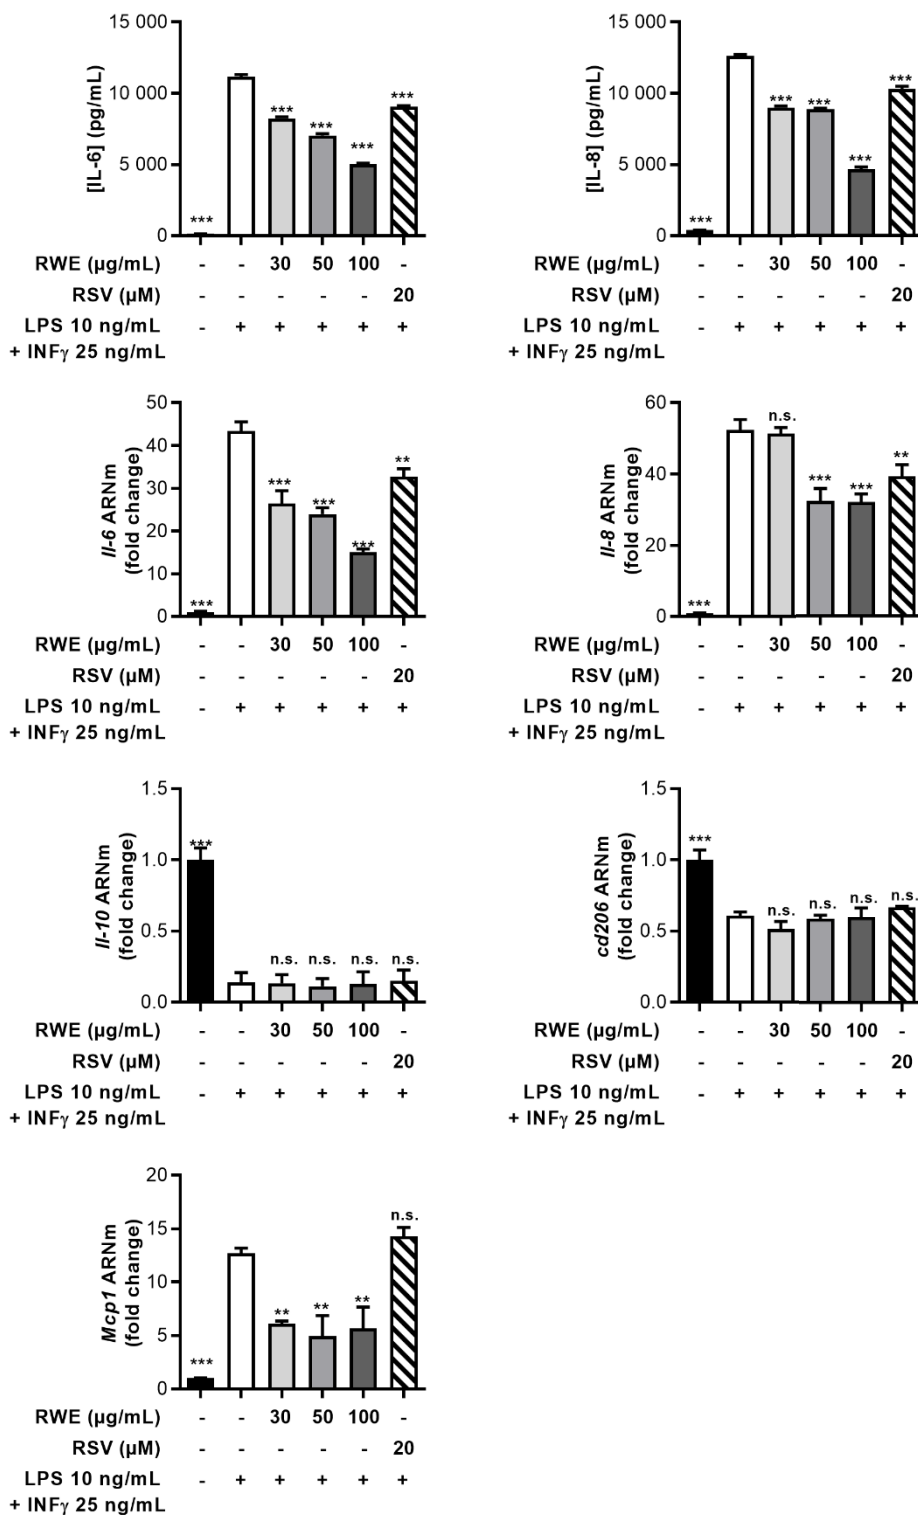 15 000
10 000
5 000
0
[IL-6] (pg/mL)
*** *** *** *** ***
RWE (µg/mL) - - 30 50 100 -
RSV (µM) - - - - - 20
LPS 10 ng/mL - + + + + +
+ INFγ 25 ng/mL
15 000
10 000
5 000
0
[IL-8] (pg/mL)
*** *** *** *** ***
RWE (µg/mL) - - 30 50 100 -
RSV (µM) - - - - - 20
LPS 10 ng/mL - + + + + +
+ INFγ 25 ng/mL
50
40
30
20
10
0
Il-6 ARNm
(fold change)
*** *** *** *** **
RWE (µg/mL) - - 30 50 100 -
RSV (µM) - - - - - 20
LPS 10 ng/mL - + + + + +
+ INFγ 25 ng/mL
60
40
20
0
Il-8 ARNm
(fold change)
*** n.s. *** *** **
RWE (µg/mL) - - 30 50 100 -
RSV (µM) - - - - - 20
LPS 10 ng/mL - + + + + +
+ INFγ 25 ng/mL
1.5
1.0
0.5
0.0
Il-10 ARNm
(fold change)
*** n.s. n.s. n.s. n.s.
RWE (µg/mL) - - 30 50 100 -
RSV (µM) - - - - - 20
LPS 10 ng/mL - + + + + +
+ INFγ 25 ng/mL
1.5
1.0
0.5
0.0
cd206 ARNm
(fold change)
*** n.s. n.s. n.s. n.s.
RWE (µg/mL) - - 30 50 100 -
RSV (µM) - - - - - 20
LPS 10 ng/mL - + + + + +
+ INFγ 25 ng/mL
20
15
10
5
0
Mcp1 ARNm
(fold change)
*** ** ** ** n.s.
RWE (µg/mL) - - 30 50 100 -
RSV (µM) - - - - - 20
LPS 10 ng/mL - + + + + +
+ INFγ 25 ng/mL